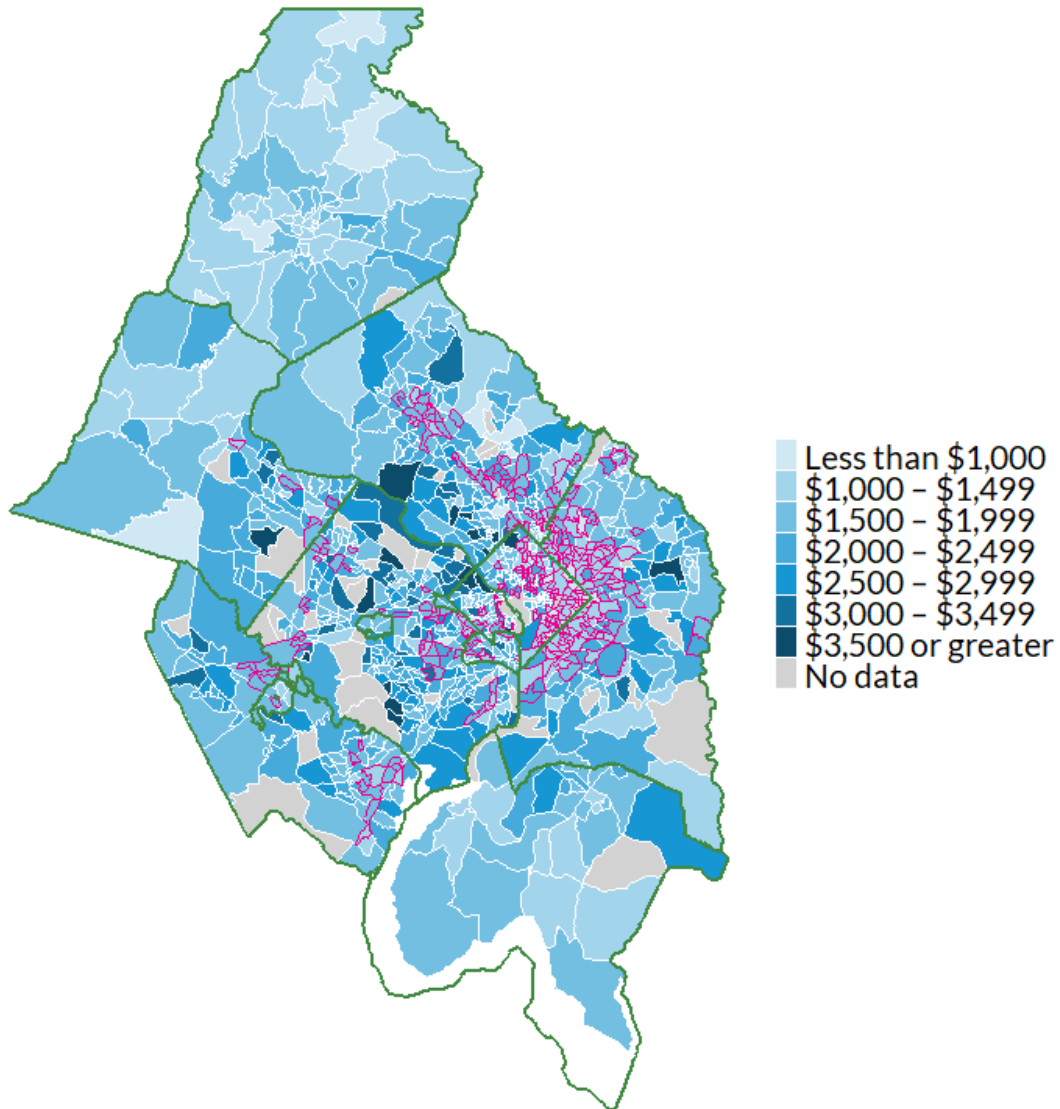 Less than $1,000
$1,000 – $1,499
$1,500 – $1,999
$2,000 – $2,499
$2,500 – $2,999
$3,000 – $3,499
$3,500 or greater
No data